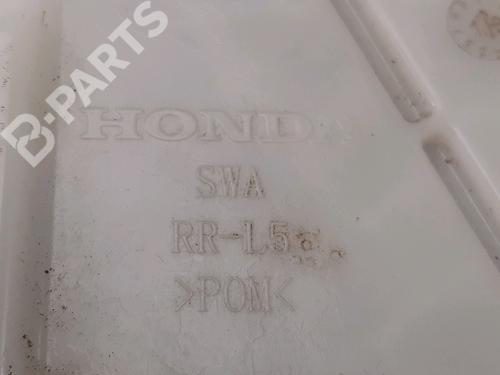 B-PARTS
HONDA
SWA
RR-L5
>POM<